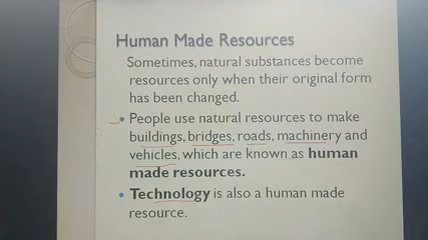 Human Made Resources
Sometimes, natural substances become
resources only when their original form
has been changed.
• People use natural resources to make
buildings, bridges, roads, machinery and
vehicles, which are known as human
made resources.
• Technology is also a human made
resource.